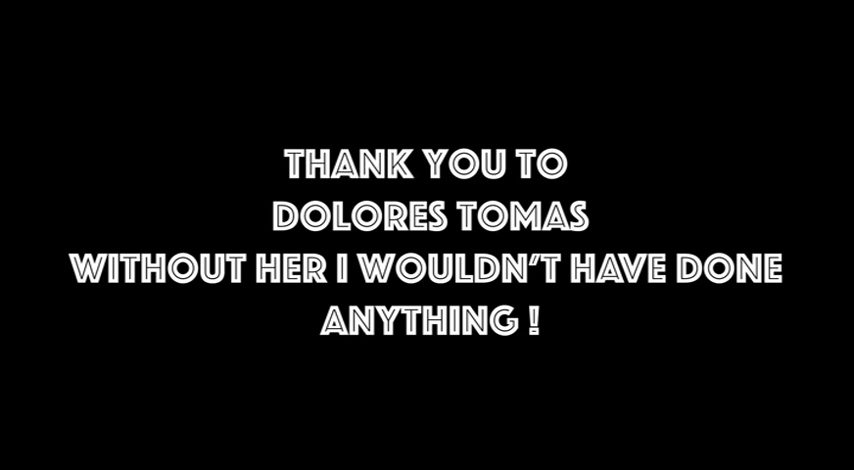 THANK YOU TO
DOLORES TOMAS
WITHOUT HER I WOULDN'T HAVE DONE
ANYTHING !